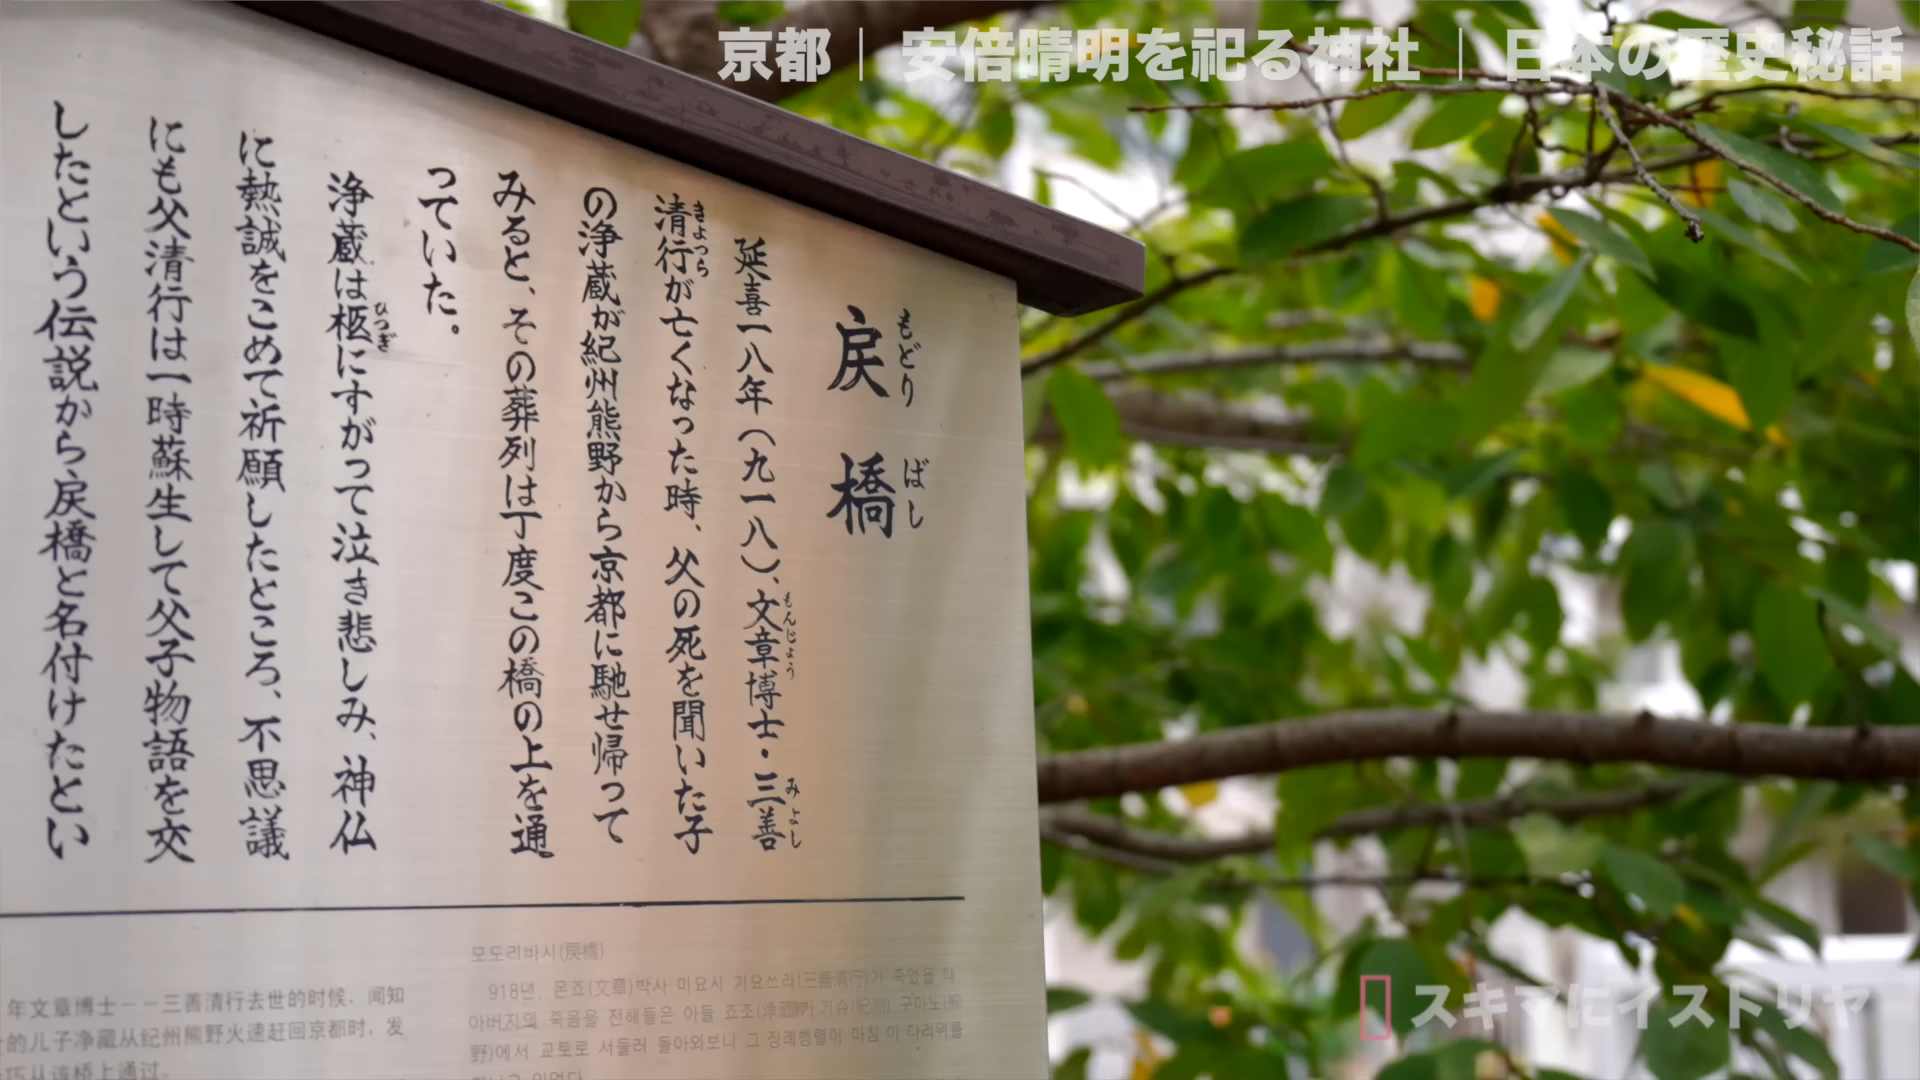 京都｜安倍晴明を祀る神社｜日本の歴史秘話
もどり ばし
戻橋
延喜一八年（九一八）、文章博士・三善
もんじょう みよし
清行が亡くなった時、父の死を聞いた子
きよつら
の浄蔵が紀州熊野から京都に馳せ帰って
みると、その葬列は丁度この橋の上を通
っていた。
浄蔵は柩にすがって泣き悲しみ、神仏
ひつぎ
に熱誠をこめて祈願したところ、不思議
にも父清行は一時蘇生して父子物語を交
したという伝説から戻橋と名付けたとい
年文章博士－－三善清行去世的时候，闻知
的儿子净藏从纪州熊野火速赶回京都时，发
巧从该桥上通过。
모도리바시(戻橋)
918년, 몬죠(文章)박사 미요시 기요쓰라(三善清行)가 죽었을 때
아버지의 죽음을 전해들은 아들 죠조(浄蔵)가 기슈(紀州) 구마노(熊
野)에서 교토로 서둘러 돌아와보니 그 장례행렬이 마침 이 다리위를
スキマにイストリヤ